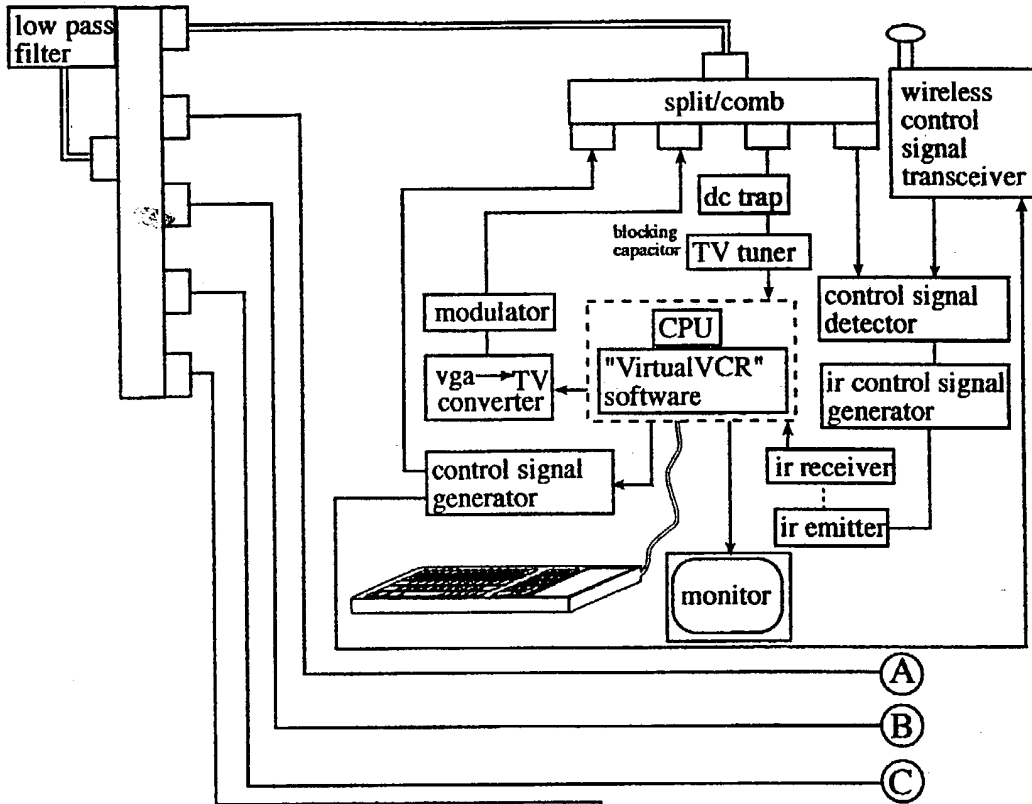 low pass
filter
split/comb
wireless
control
signal
transceiver
dc trap
blocking
capacitor
TV tuner
control signal
detector
modulator
CPU
"VirtualVCR"
software
vga→TV
converter
ir control signal
generator
control signal
generator
ir receiver
ir emitter
monitor
A
B
C